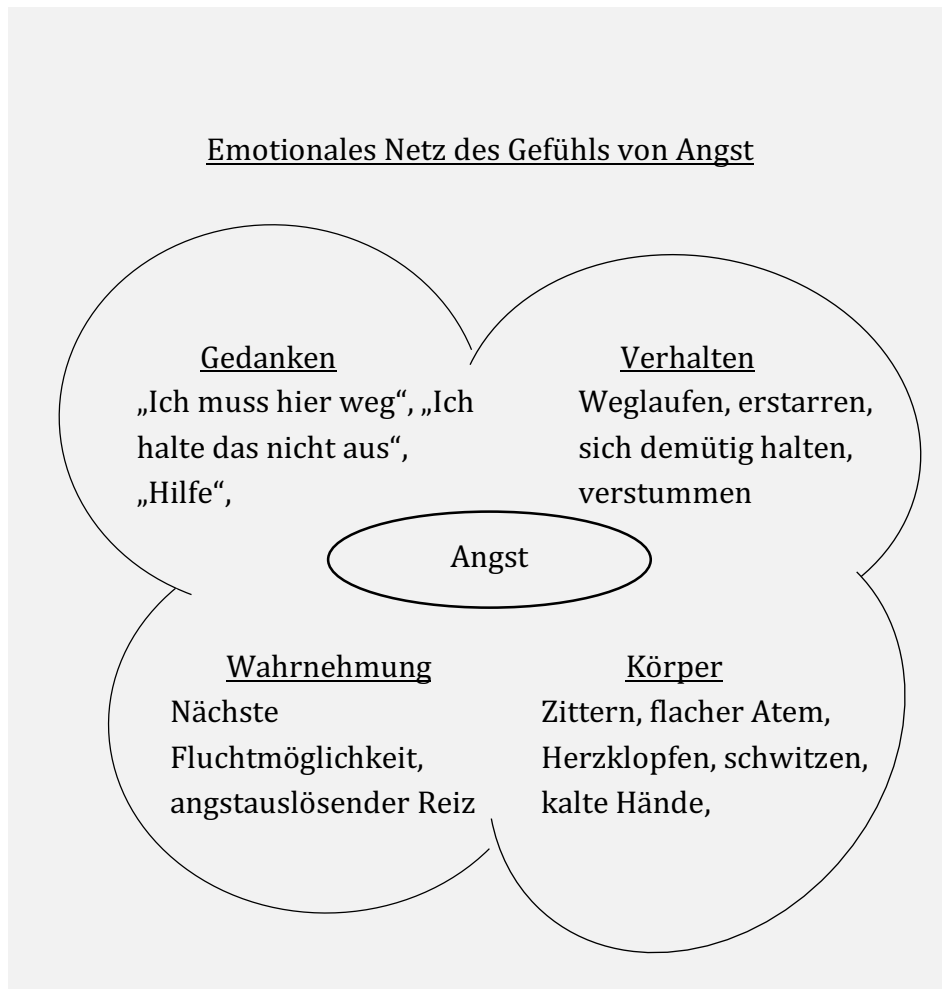 Emotionales Netz des Gefühls von Angst
Gedanken
„Ich muss hier weg“, „Ich
halte das nicht aus“,
„Hilfe“,
Verhalten
Weglaufen, erstarren,
sich demütig halten,
verstummen
Angst
Wahrnehmung
Nächste
Fluchtmöglichkeit,
angstauslösender Reiz
Körper
Zittern, flacher Atem,
Herzklopfen, schwitzen,
kalte Hände,